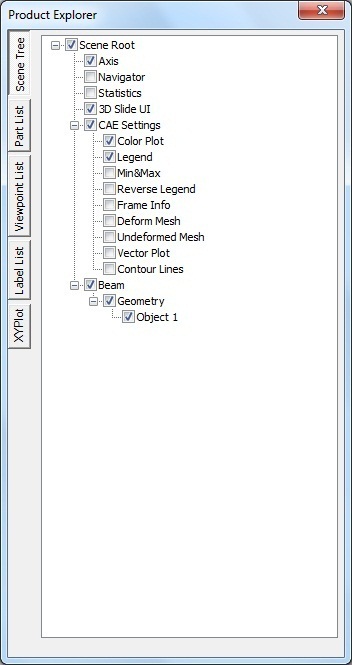 Product Explorer
Scene Tree
Part List
Viewpoint List
Label List
XYPlot
Scene Root
Axis
Navigator
Statistics
3D Slide UI
CAE Settings
Color Plot
Legend
Min&Max
Reverse Legend
Frame Info
Deform Mesh
Undeformed Mesh
Vector Plot
Contour Lines
Beam
Geometry
Object 1